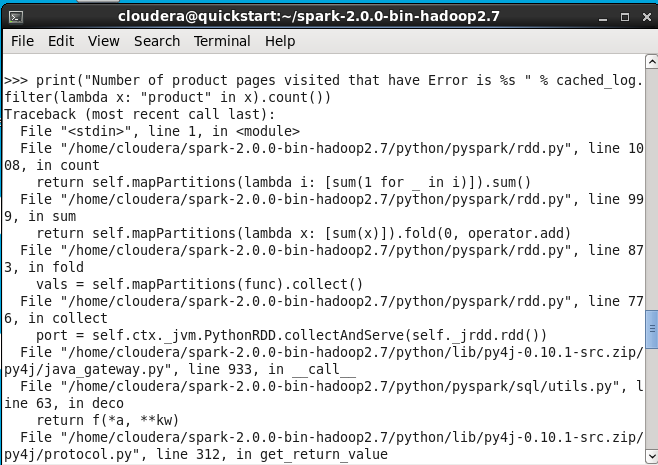 cloudera@quickstart:~/spark-2.0.0-bin-hadoop2.7
File Edit View Search Terminal Help
>>> print("Number of product pages visited that have Error is %s " % cached_log.
filter(lambda x: "product" in x).count())
Traceback (most recent call last):
  File "<stdin>", line 1, in <module>
  File "/home/cloudera/spark-2.0.0-bin-hadoop2.7/python/pyspark/rdd.py", line 10
08, in count
    return self.mapPartitions(lambda i: [sum(1 for _ in i)]).sum()
  File "/home/cloudera/spark-2.0.0-bin-hadoop2.7/python/pyspark/rdd.py", line 99
9, in sum
    return self.mapPartitions(lambda x: [sum(x)]).fold(0, operator.add)
  File "/home/cloudera/spark-2.0.0-bin-hadoop2.7/python/pyspark/rdd.py", line 87
3, in fold
    vals = self.mapPartitions(func).collect()
  File "/home/cloudera/spark-2.0.0-bin-hadoop2.7/python/pyspark/rdd.py", line 77
6, in collect
    port = self.ctx._jvm.PythonRDD.collectAndServe(self._jrdd.rdd())
  File "/home/cloudera/spark-2.0.0-bin-hadoop2.7/python/lib/py4j-0.10.1-src.zip/
py4j/java_gateway.py", line 933, in __call__
  File "/home/cloudera/spark-2.0.0-bin-hadoop2.7/python/pyspark/sql/utils.py", l
ine 63, in deco
    return f(*a, **kw)
  File "/home/cloudera/spark-2.0.0-bin-hadoop2.7/python/lib/py4j-0.10.1-src.zip/
py4j/protocol.py", line 312, in get_return_value